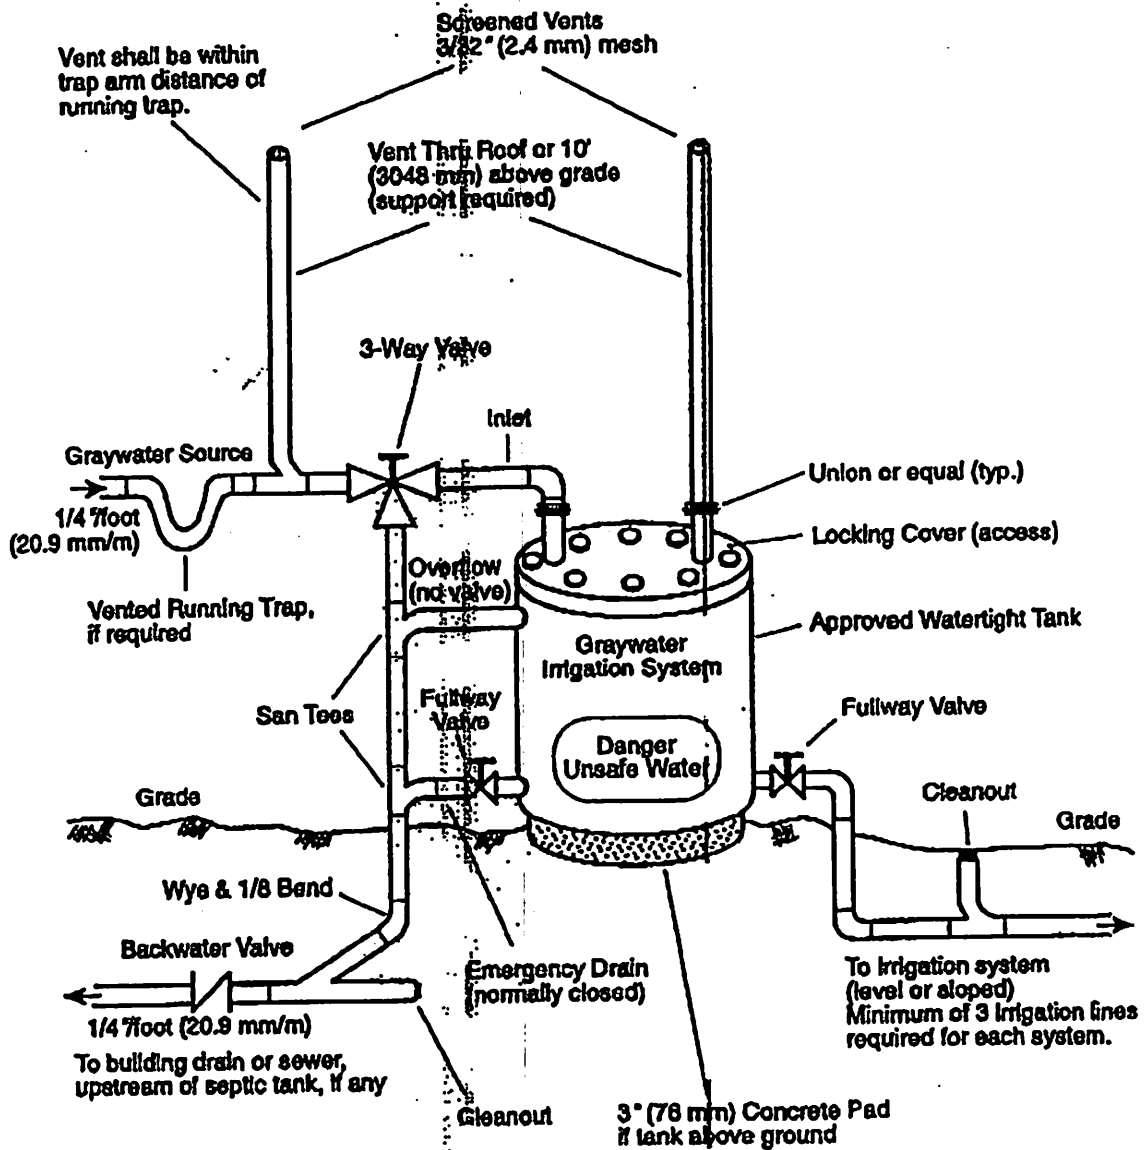 Screened Vents
3/32" (2.4 mm) mesh
Vent shall be within
trap arm distance of
running trap.
Vent Thru Roof or 10'
(3048 mm) above grade
(support required)
3-Way Valve
Inlet
Graywater Source
Union or equal (typ.)
1/4"/foot
(20.9 mm/m)
Locking Cover (access)
Overflow
(no valve)
Vented Running Trap,
if required
Approved Watertight Tank
Graywater
Irrigation System
San Tees
Fullway
Valve
Fullway Valve
Danger
Unsafe Water
Grade
Cleanout
Grade
Wye & 1/8 Bend
Backwater Valve
Emergency Drain
(normally closed)
To irrigation system
(level or sloped)
Minimum of 3 irrigation lines
required for each system.
1/4"/foot (20.9 mm/m)
To building drain or sewer,
upstream of septic tank, if any
Cleanout
3" (76 mm) Concrete Pad
if tank above ground